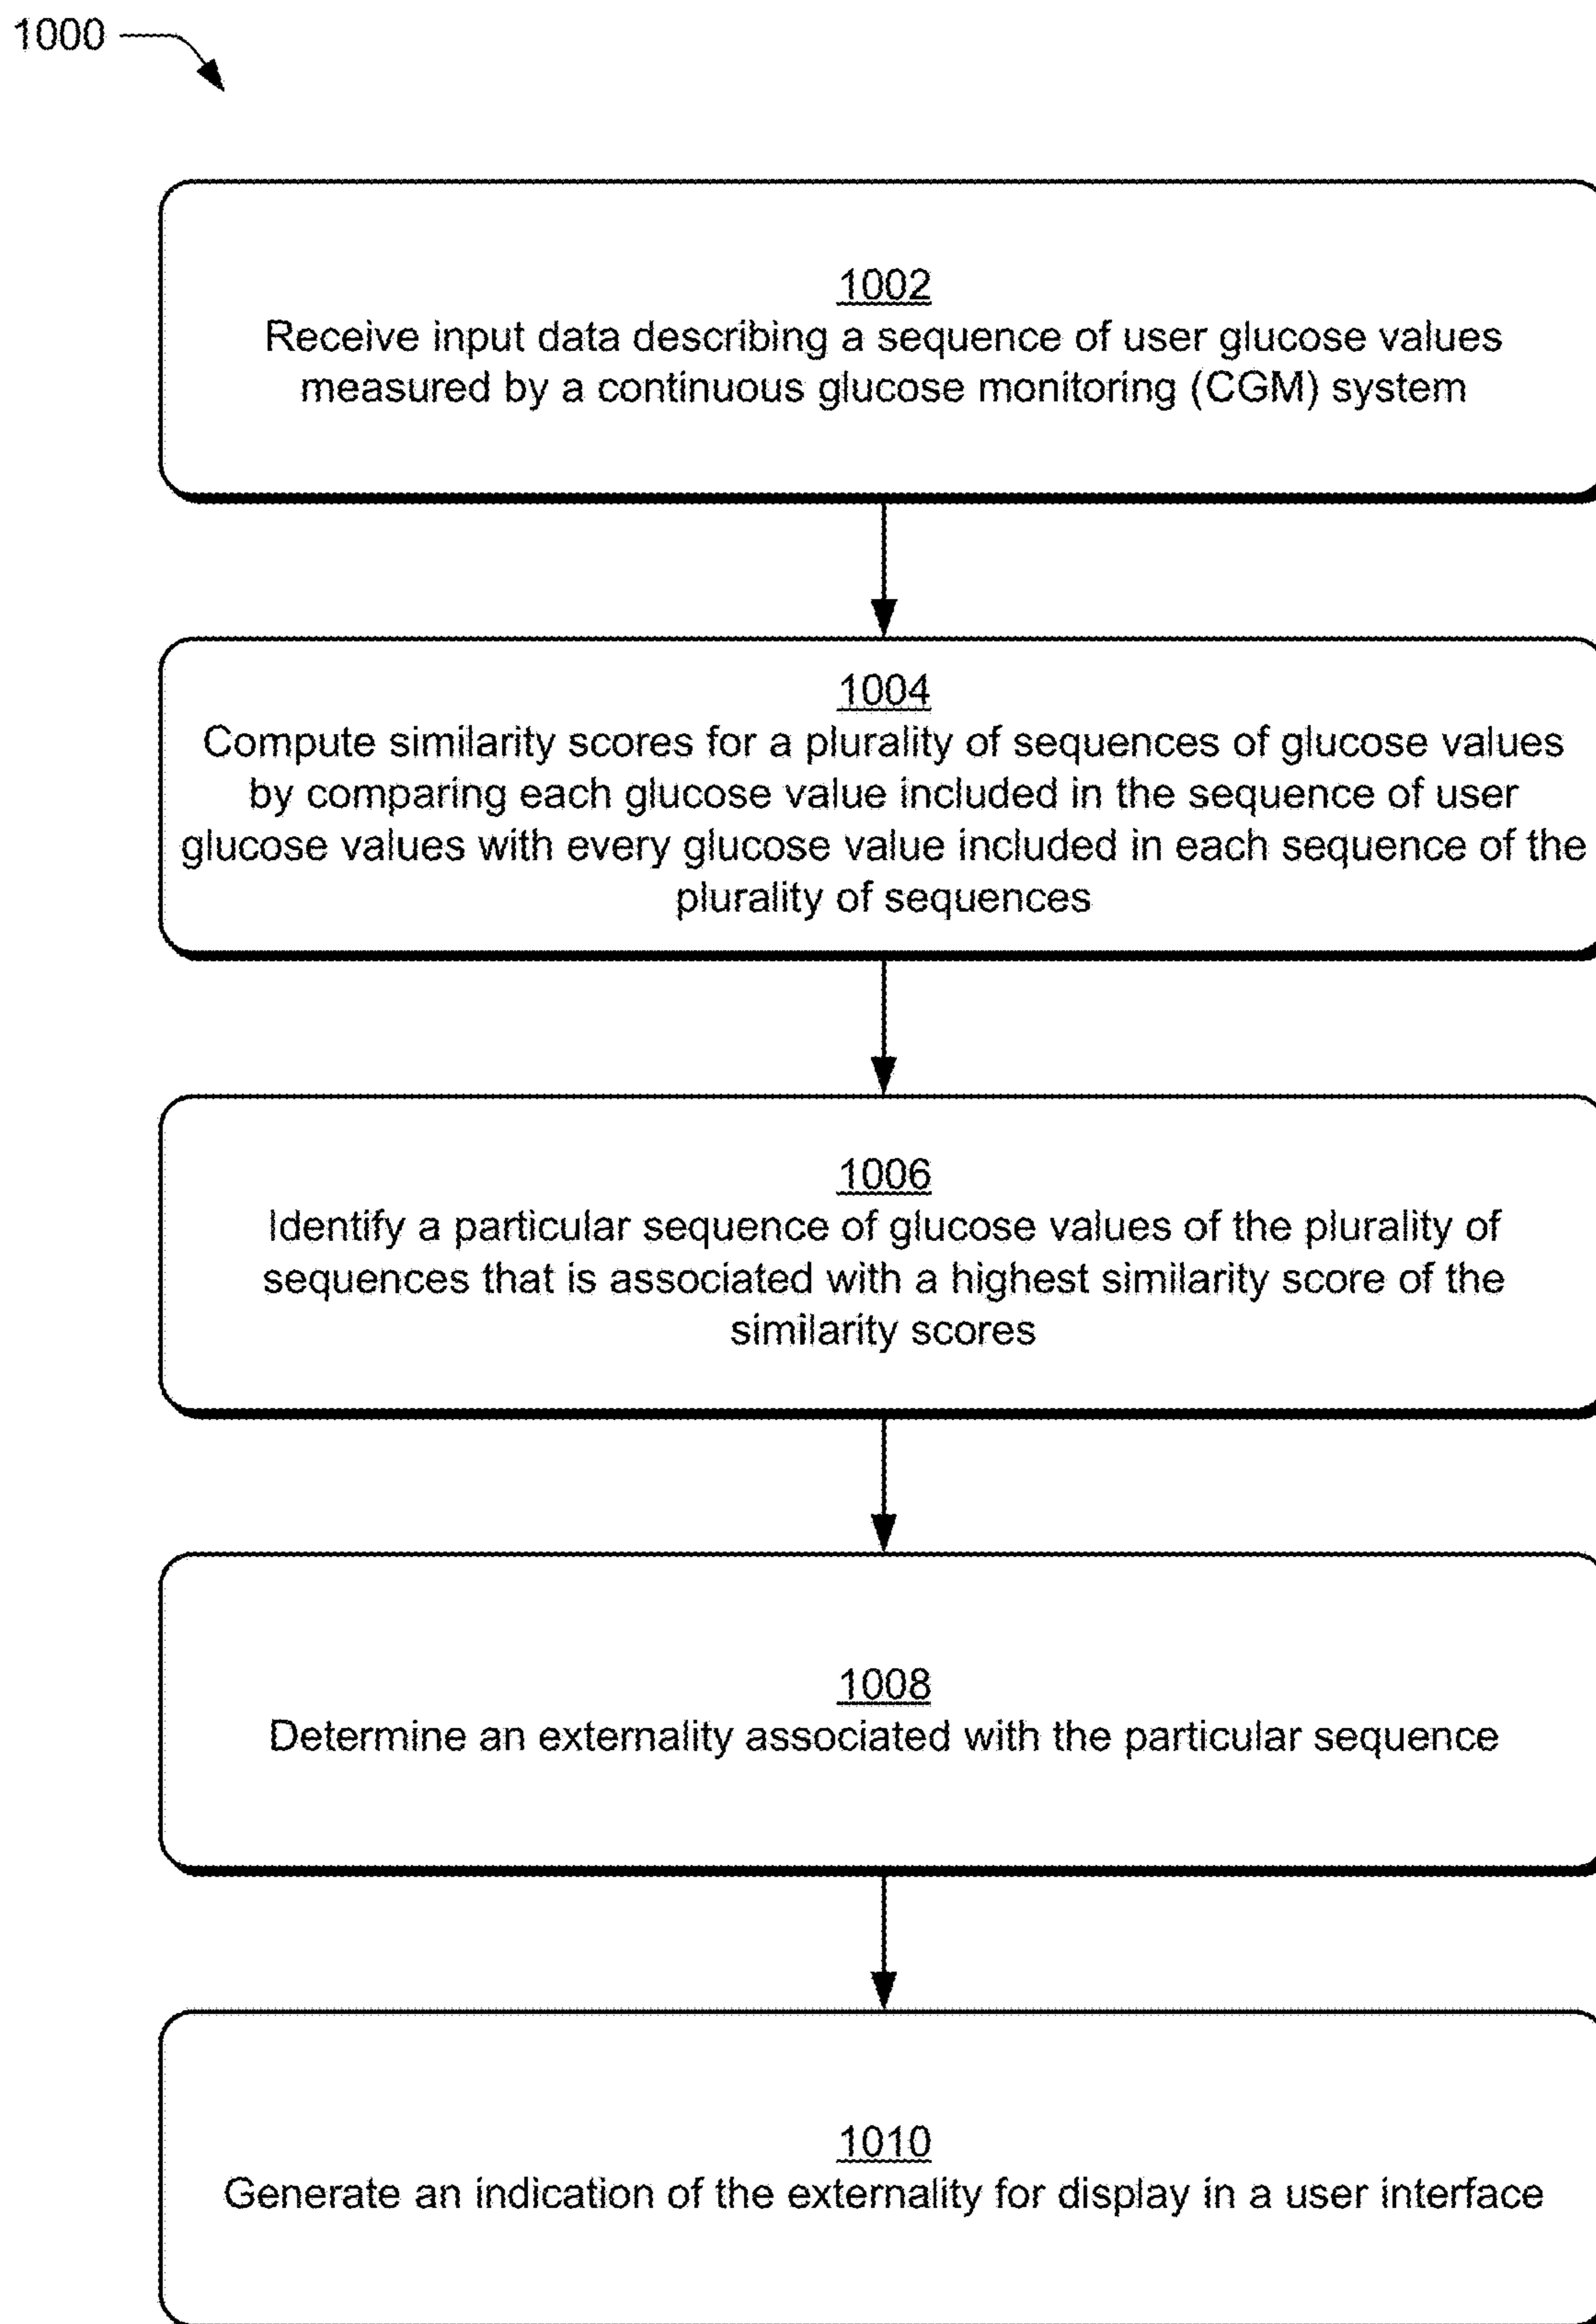 1000
1002
Receive input data describing a sequence of user glucose values
measured by a continuous glucose monitoring (CGM) system
1004
Compute similarity scores for a plurality of sequences of glucose values
by comparing each glucose value included in the sequence of user
glucose values with every glucose value included in each sequence of the
plurality of sequences
1006
Identify a particular sequence of glucose values of the plurality of
sequences that is associated with a highest similarity score of the
similarity scores
1008
Determine an externality associated with the particular sequence
1010
Generate an indication of the externality for display in a user interface